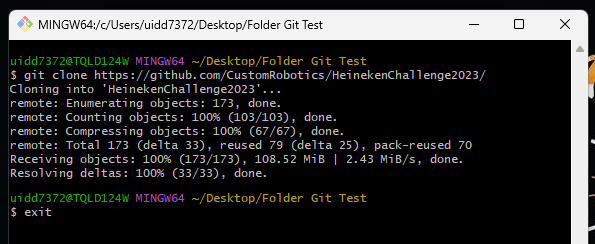 MINGW64:/c/Users/uidd7372/Desktop/Folder Git Test
uidd7372@TQLD124W MINGW64 ~/Desktop/Folder Git Test
$ git clone https://github.com/CustomRobotics/HeinekenChallenge2023/
Cloning into 'HeinekenChallenge2023'...
remote: Enumerating objects: 173, done.
remote: Counting objects: 100% (103/103), done.
remote: Compressing objects: 100% (67/67), done.
remote: Total 173 (delta 33), reused 79 (delta 25), pack-reused 70
Receiving objects: 100% (173/173), 108.52 MiB | 2.43 MiB/s, done.
Resolving deltas: 100% (33/33), done.
uidd7372@TQLD124W MINGW64 ~/Desktop/Folder Git Test
$ exit